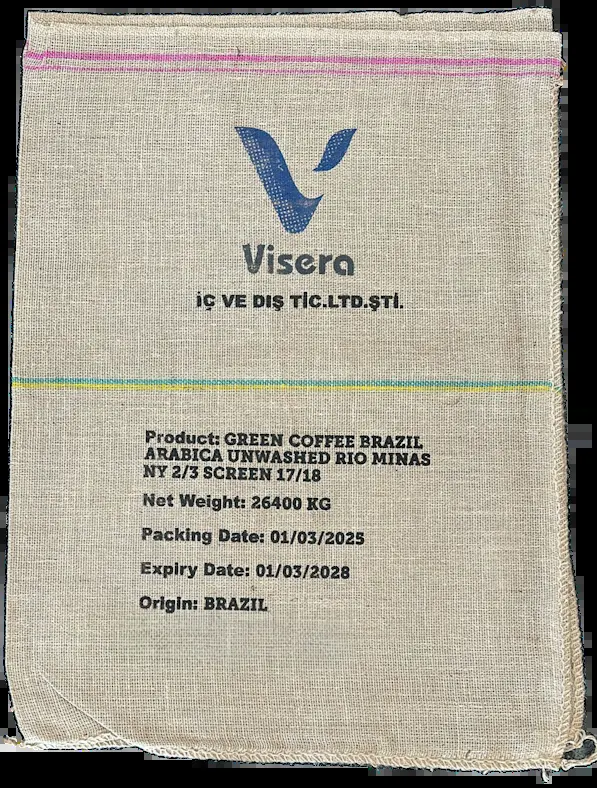 Visera
İÇ VE DIŞ TİC.LTD.ŞTİ.
Product: GREEN COFFEE BRAZIL
ARABICA UNWASHED RIO MINAS
NY 2/3 SCREEN 17/18
Net Weight: 26400 KG
Packing Date: 01/03/2025
Expiry Date: 01/03/2028
Origin: BRAZIL